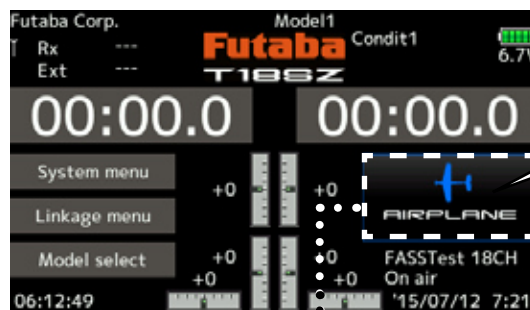 Futaba Corp. Model1
Rx --- Futaba Condit1
Ext --- T18SZ 6.7V
00:00.0 00:00.0
System menu
+0 +0
Linkage menu AIRPLANE
Model select +0 +0 FASSTest 18CH
+0 +0 On air
06:12:49 '15/07/12 7:21